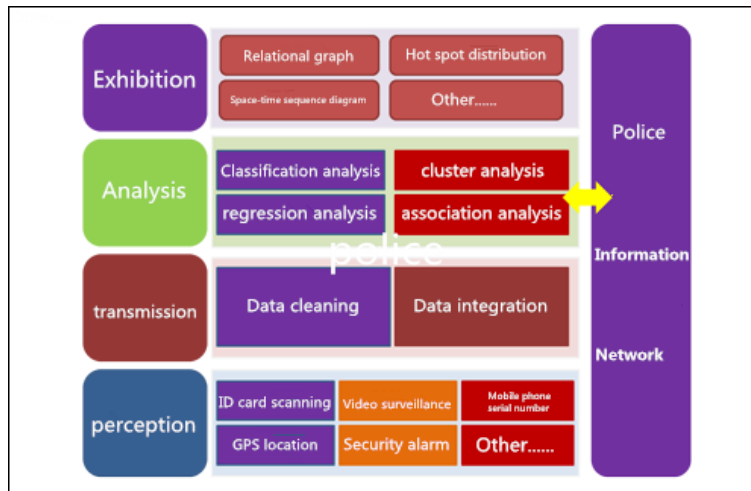 Exhibition
Relational graph
Hot spot distribution
Space-time sequence diagram
Other......
Analysis
Classification analysis
cluster analysis
regression analysis
association analysis
police
transmission
Data cleaning
Data integration
perception
ID card scanning
Video surveillance
Mobile phone
serial number
GPS location
Security alarm
Other......
Police
Information
Network